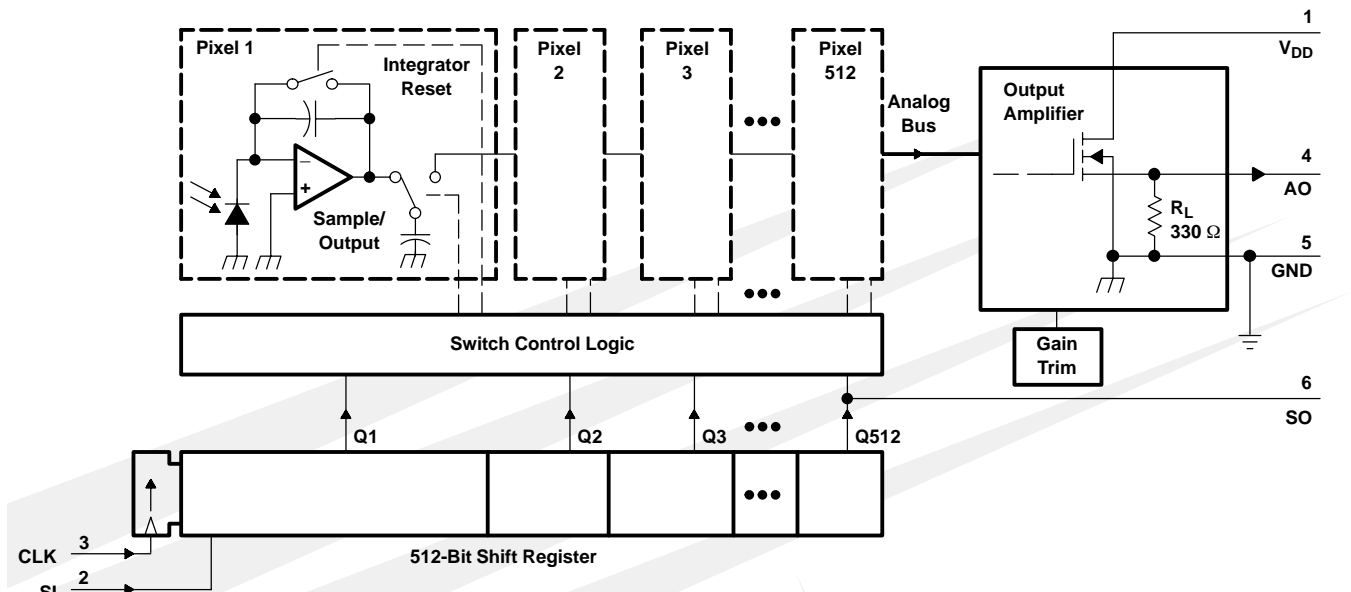 Pixel 1
Integrator
Reset
Pixel
2
Pixel
3
Pixel
512
Analog
Bus
Output
Amplifier
1
VDD
4
AO
RL
330 Ω
5
GND
−
+
Sample/
Output
Switch Control Logic
Gain
Trim
6
SO
Q1
Q2
Q3
Q512
CLK
3
512-Bit Shift Register
2
SI